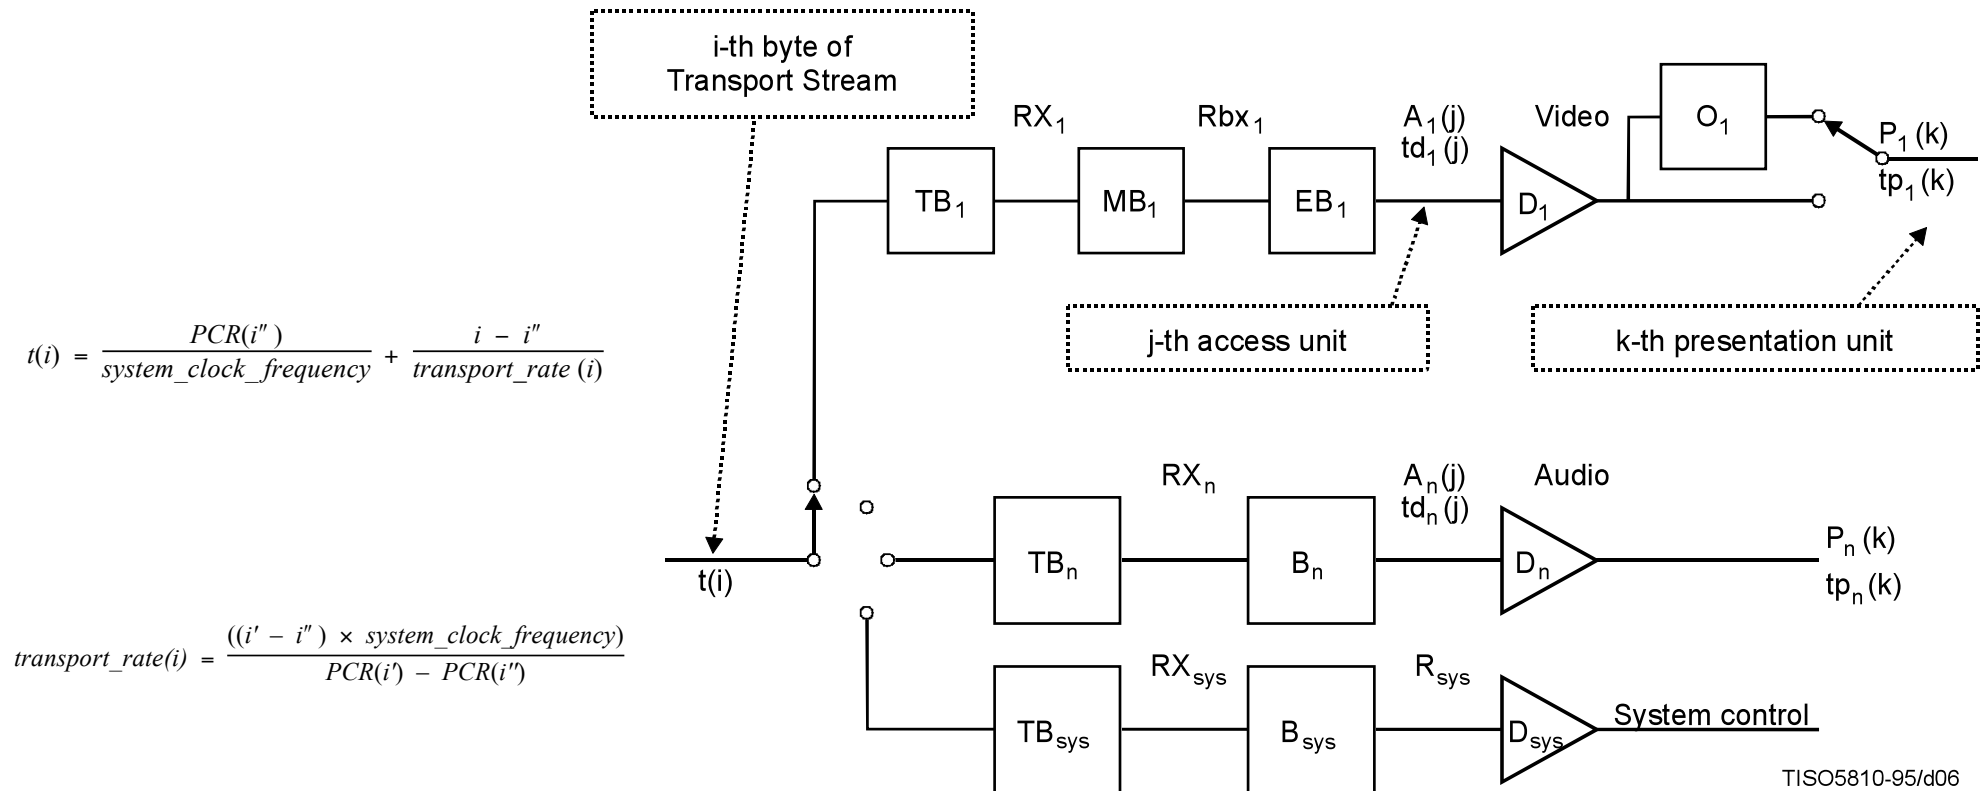 i-th byte of
Transport Stream
RX1
Rbx1
A1(j)
td1(j)
Video
O1
P1(k)
tp1(k)
TB1
MB1
EB1
D1
j-th access unit
k-th presentation unit
t(i) = PCR(i″) / system_clock_frequency + i − i″ / transport_rate (i)
RXn
An(j)
tdn(j)
Audio
t(i)
TBn
Bn
Dn
Pn(k)
tpn(k)
transport_rate(i) = ((i′ − i″) × system_clock_frequency) / PCR(i′) − PCR(i″)
RXsys
Rsys
TBsys
Bsys
Dsys
System control
TISO5810-95/d06